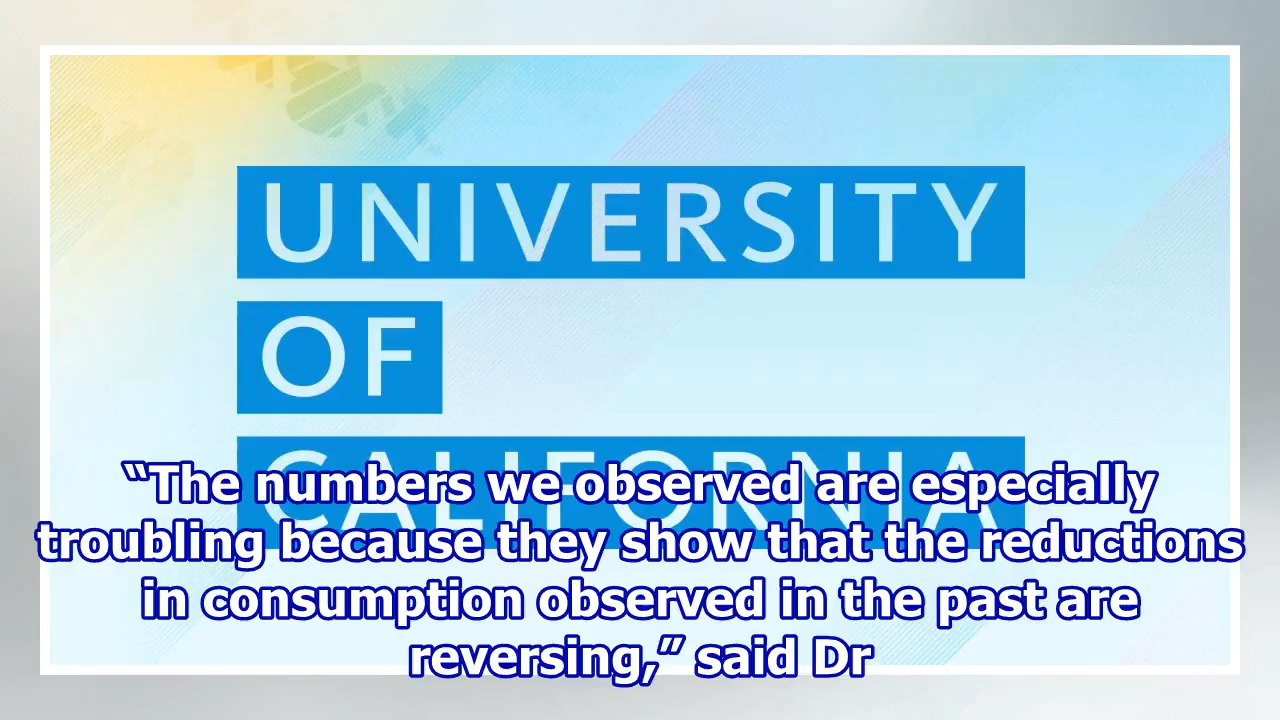 UNIVERSITY
OF
CALIFORNIA
“The numbers we observed are especially
troubling because they show that the reductions
in consumption observed in the past are
reversing,” said Dr